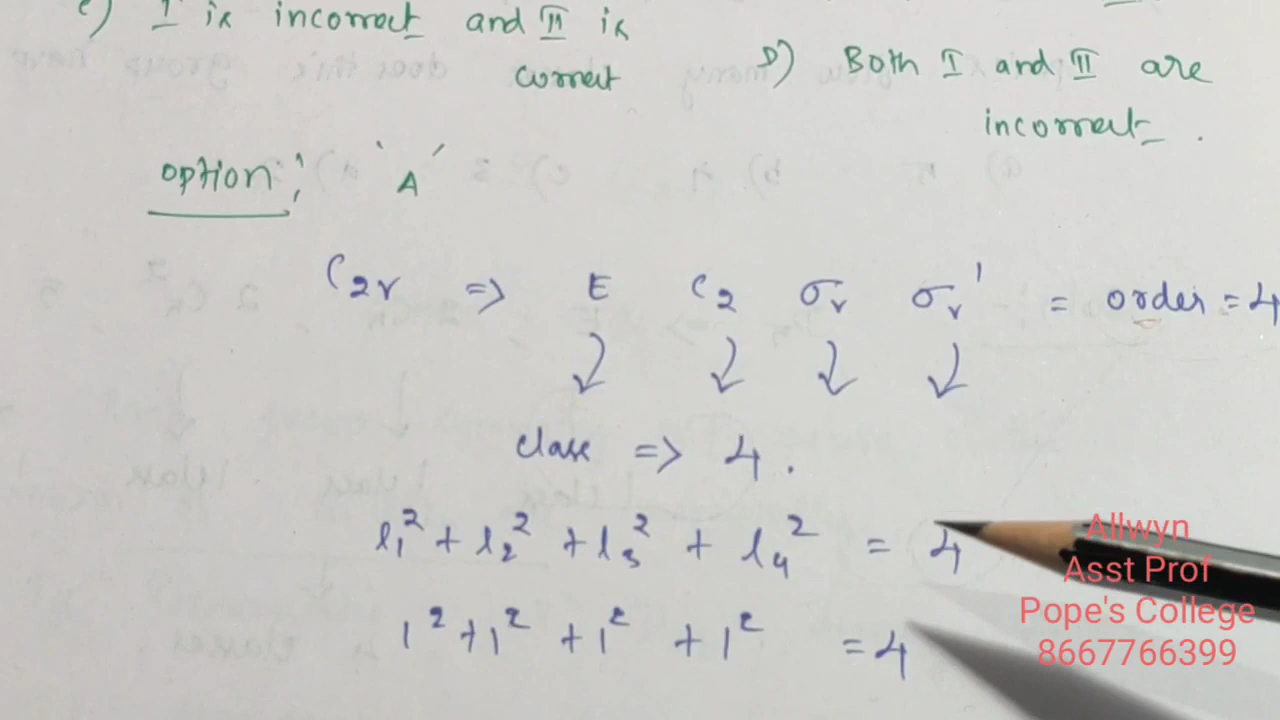 c) I is incorrect and II is
correct
D) Both I and II are
incorrect.
option: 'A'
C2v => E C2 σv σv' = order = 4
class => 4.
l₁² + l₂² + l₃² + l₄² = 4
1² + 1² + 1² + 1² = 4
Allwyn
Asst Prof
Pope's College
8667766399